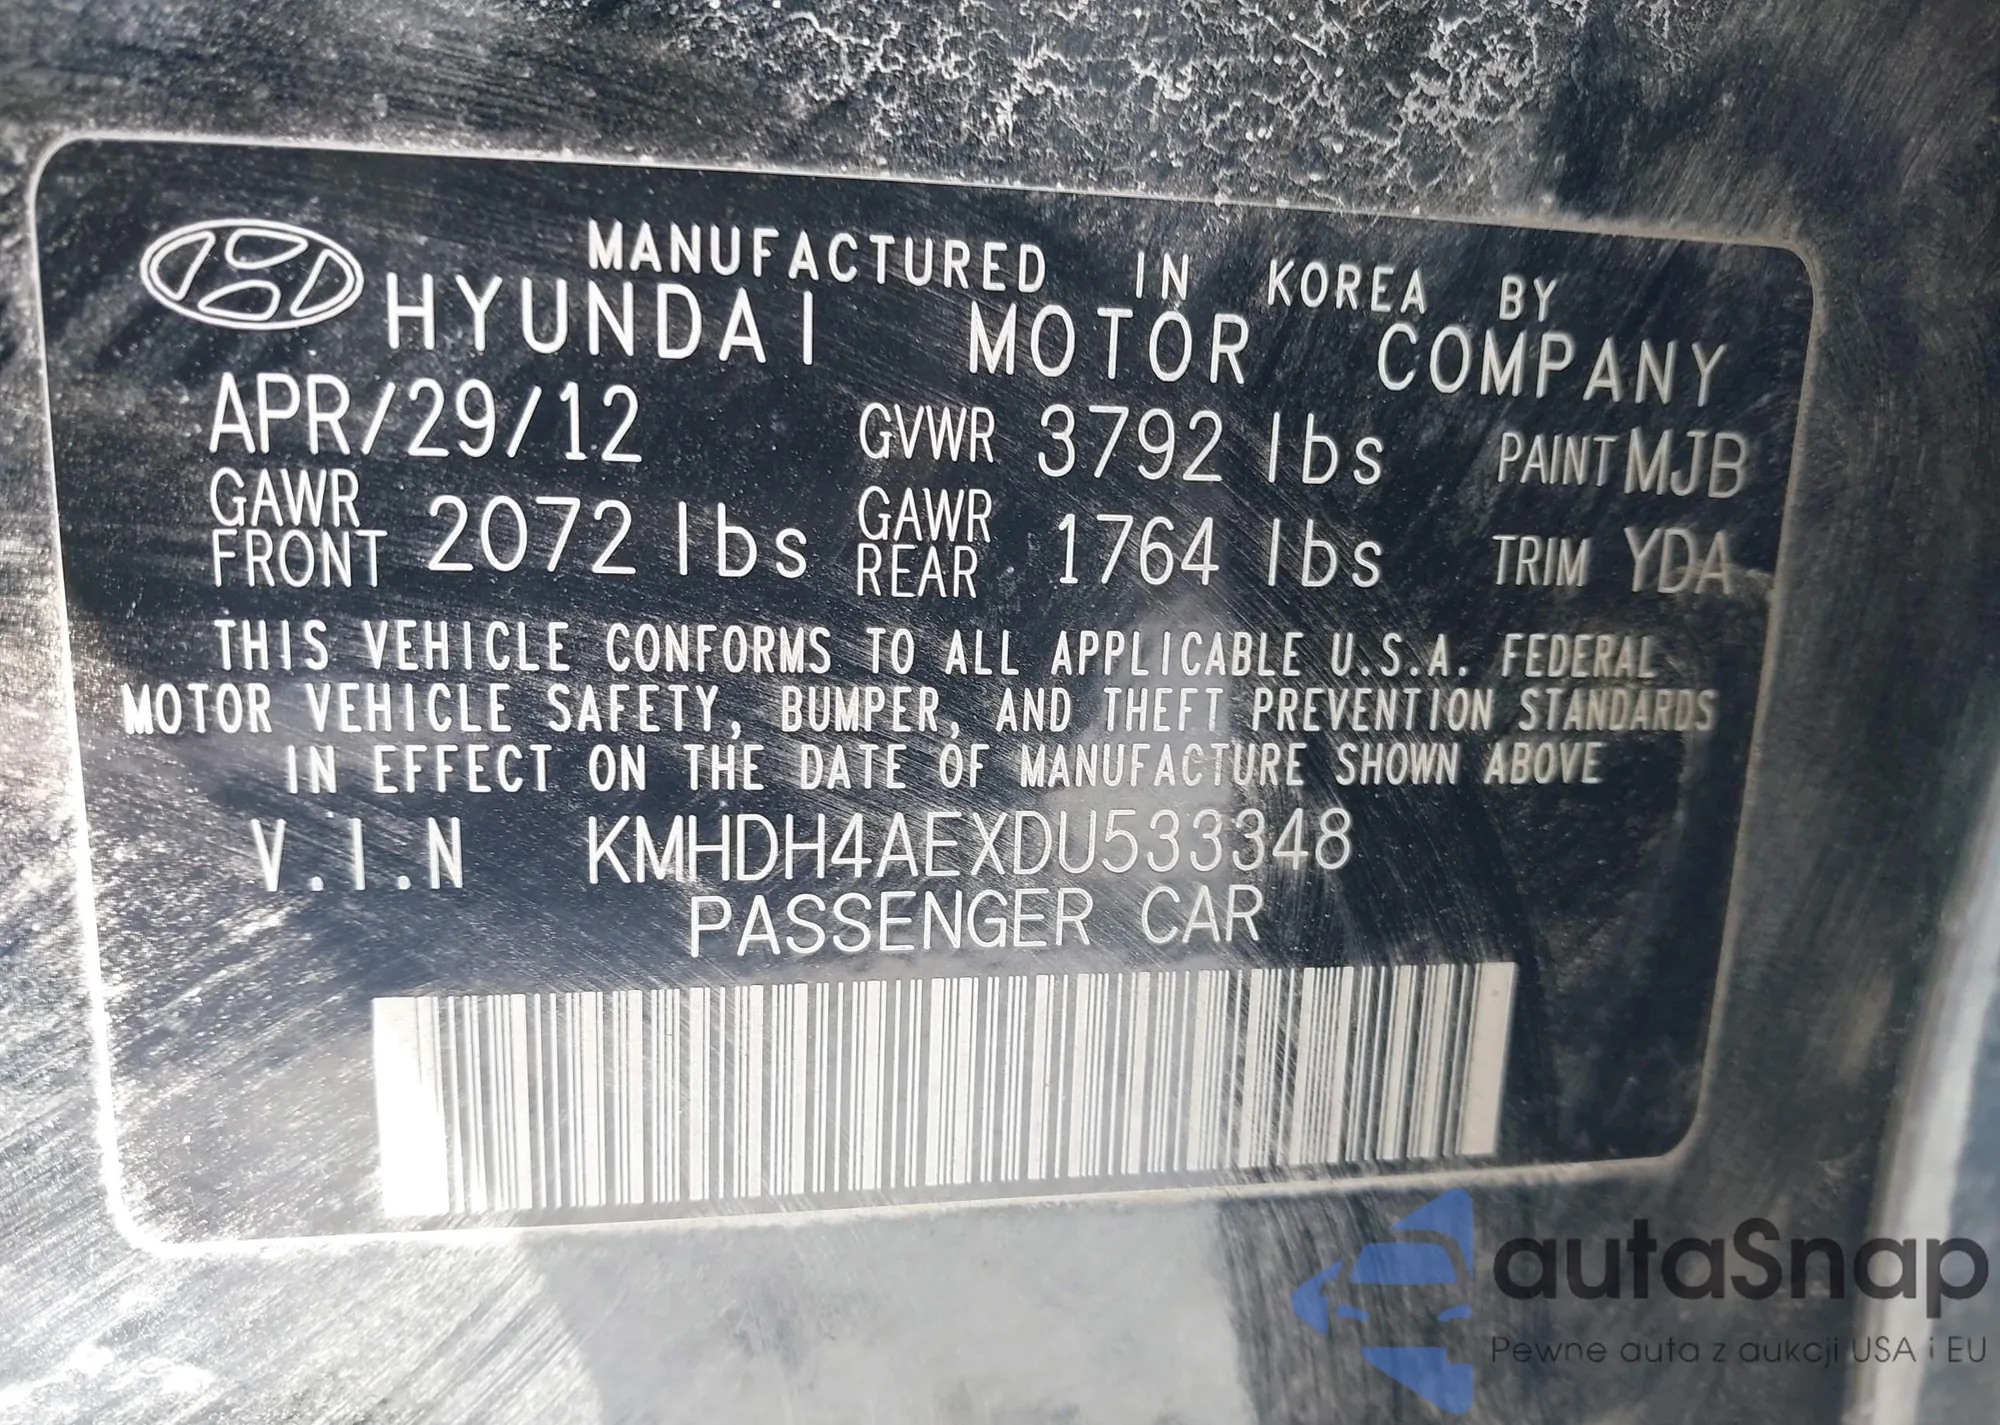 MANUFACTURED IN KOREA BY
HYUNDAI MOTOR COMPANY
APR/29/12 GVWR 3792 lbs PAINT MJB
GAWR FRONT 2072 lbs GAWR REAR 1764 lbs TRIM YDA
THIS VEHICLE CONFORMS TO ALL APPLICABLE U.S.A. FEDERAL
MOTOR VEHICLE SAFETY, BUMPER, AND THEFT PREVENTION STANDARDS
IN EFFECT ON THE DATE OF MANUFACTURE SHOWN ABOVE
V.I.N KMHDH4AEXDU533348
PASSENGER CAR
autaSnap
Pewne auta z aukcji USA i EU